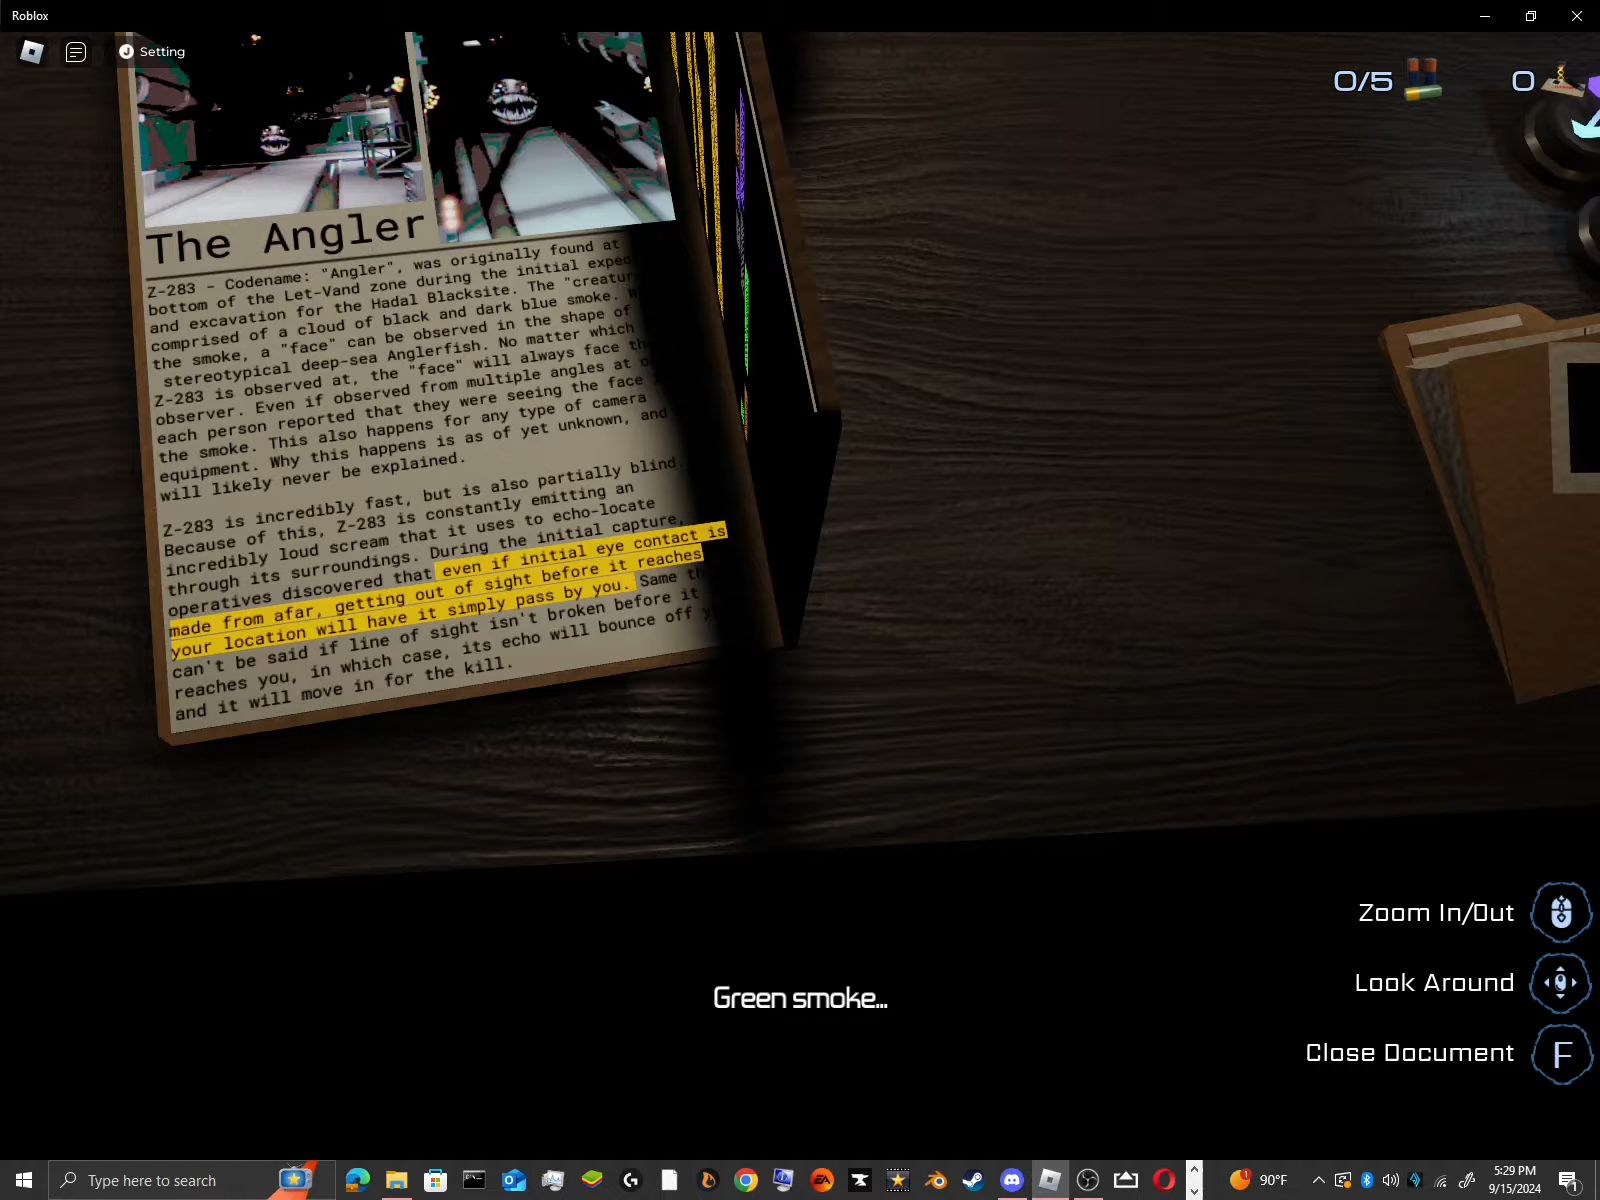 Roblox
Setting
0/5
0
The Angler
Z-283 - Codename: "Angler", was originally found at
bottom of the Let-Vand zone during the initial
and excavation for the Hadal Blacksite. The
comprised of a cloud of black and dark blue smoke.
the smoke, a "face" can be observed in the shape of
stereotypical deep-sea Anglerfish. No matter which
Z-283 is observed at, the "face" will always face
observer. Even if observed from multiple angles at
each person reported that they were seeing the face
the smoke. This also happens for any type of camera
equipment. Why this happens is as of yet unknown, and
will likely never be explained.
Z-283 is incredibly fast, but is also partially blind.
Because of this, Z-283 is constantly emitting an
incredibly loud scream that it uses to echo-locate
through its surroundings. During the initial capture,
operatives discovered that even if initial eye contact is
made from afar, getting out of sight before it reaches
your location will have it simply pass by you. Same
can't be said if line of sight isn't broken before it
reaches you, in which case, its echo will bounce off
and it will move in for the kill.
Green smoke...
Zoom In/Out
Look Around
Close Document
F
Type here to search
90°F
5:29 PM
9/15/2024